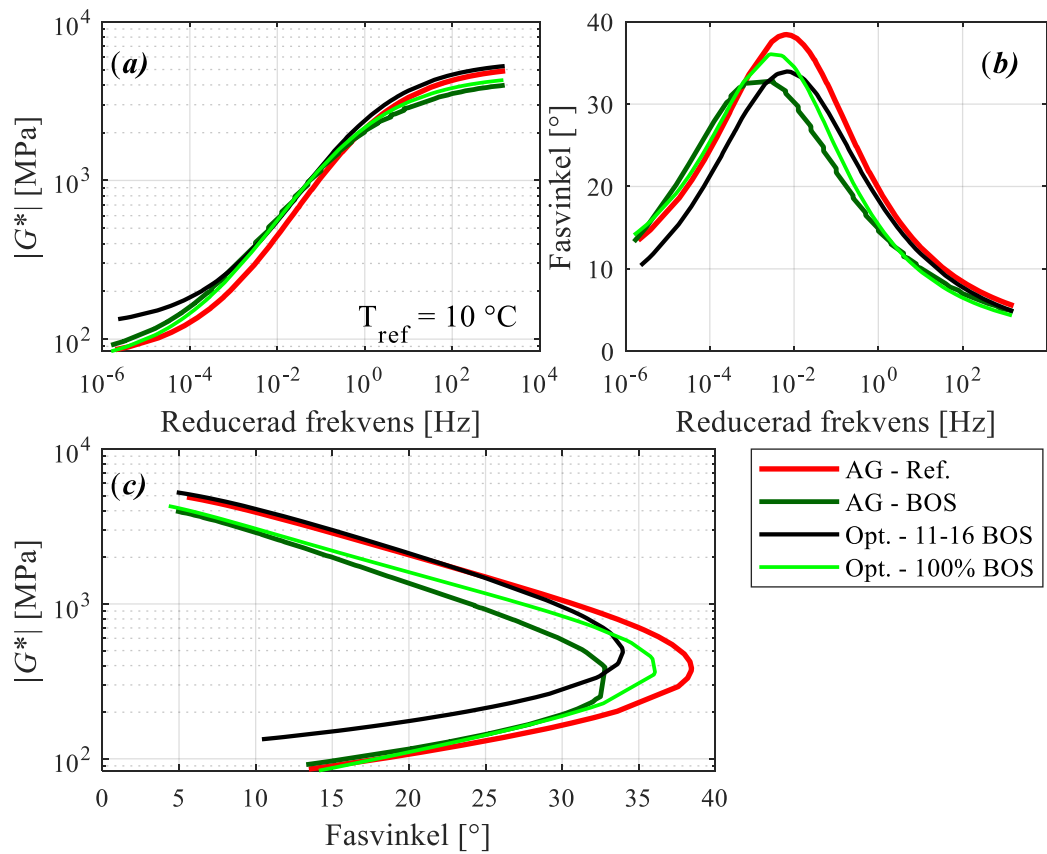 (a)
10^4
10^3
10^2
|G*| [MPa]
T_ref = 10 °C
10^-6 10^-4 10^-2 10^0 10^2 10^4
Reducerad frekvens [Hz]
(b)
40
30
20
10
0
Fasvinkel [°]
10^-6 10^-4 10^-2 10^0 10^2
Reducerad frekvens [Hz]
(c)
10^4
10^3
10^2
|G*| [MPa]
0 5 10 15 20 25 30 35 40
Fasvinkel [°]
AG - Ref.
AG - BOS
Opt. - 11-16 BOS
Opt. - 100% BOS